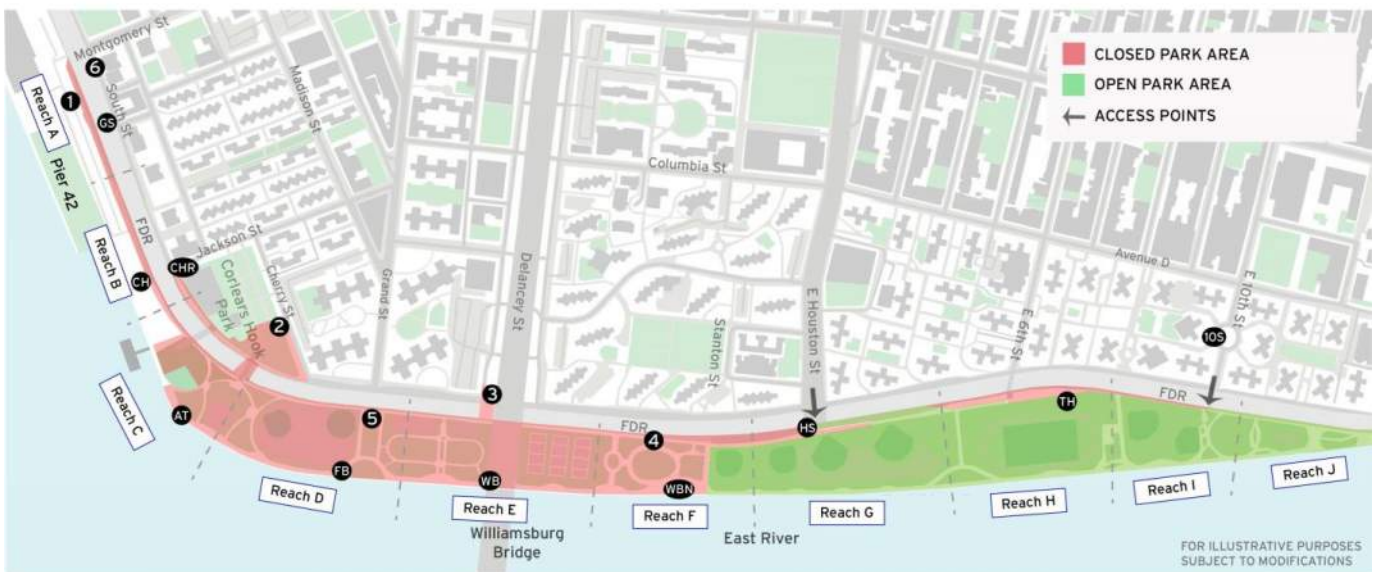 CLOSED PARK AREA
OPEN PARK AREA
ACCESS POINTS
Montgomery St
6
1
Reach A
GS
South St
Madison St
Pier 42
Columbia St
FDR
Reach B
CH
CHR
Jackson St
Corlears Hook
Park
Cherry St
2
Grand St
Delancey St
Stanton St
E Houston St
E 6th St
Avenue D
E 10th St
10S
Reach C
AT
5
3
FDR
4
HS
TH
FDR
FB
WB
WBN
Reach D
Reach E
Reach F
Reach G
Reach H
Reach I
Reach J
Williamsburg
Bridge
East River
FOR ILLUSTRATIVE PURPOSES
SUBJECT TO MODIFICATIONS